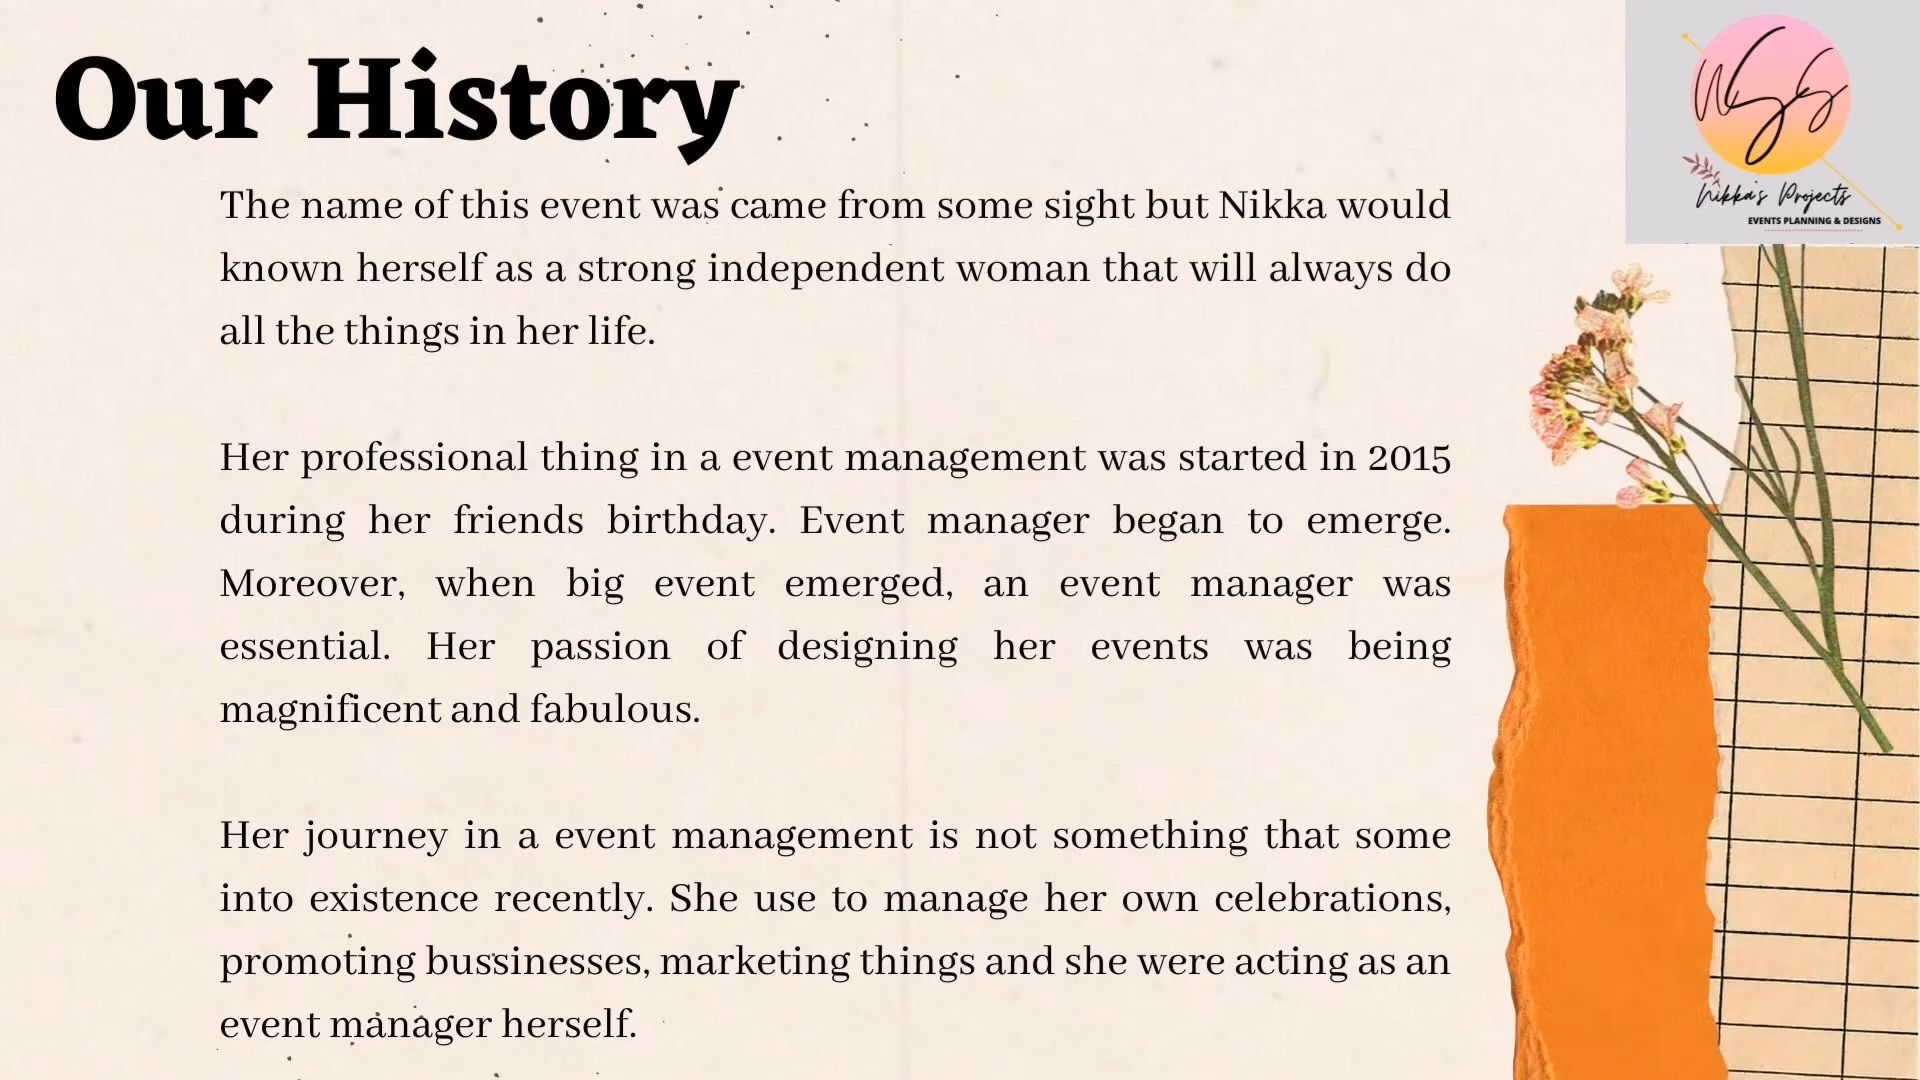 Our History
The name of this event was came from some sight but Nikka would
known herself as a strong independent woman that will always do
all the things in her life.
Her professional thing in a event management was started in 2015
during her friends birthday. Event manager began to emerge.
Moreover, when big event emerged, an event manager was
essential. Her passion of designing her events was being
magnificent and fabulous.
Her journey in a event management is not something that some
into existence recently. She use to manage her own celebrations,
promoting bussinesses, marketing things and she were acting as an
event manager herself.
Nikka's Projects
EVENTS PLANNING & DESIGNS